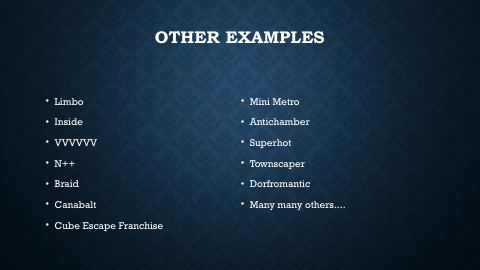 OTHER EXAMPLES
• Limbo
• Inside
• VVVVVV
• N++
• Braid
• Canabalt
• Cube Escape Franchise
• Mini Metro
• Antichamber
• Superhot
• Townscaper
• Dorfromantic
• Many many others....